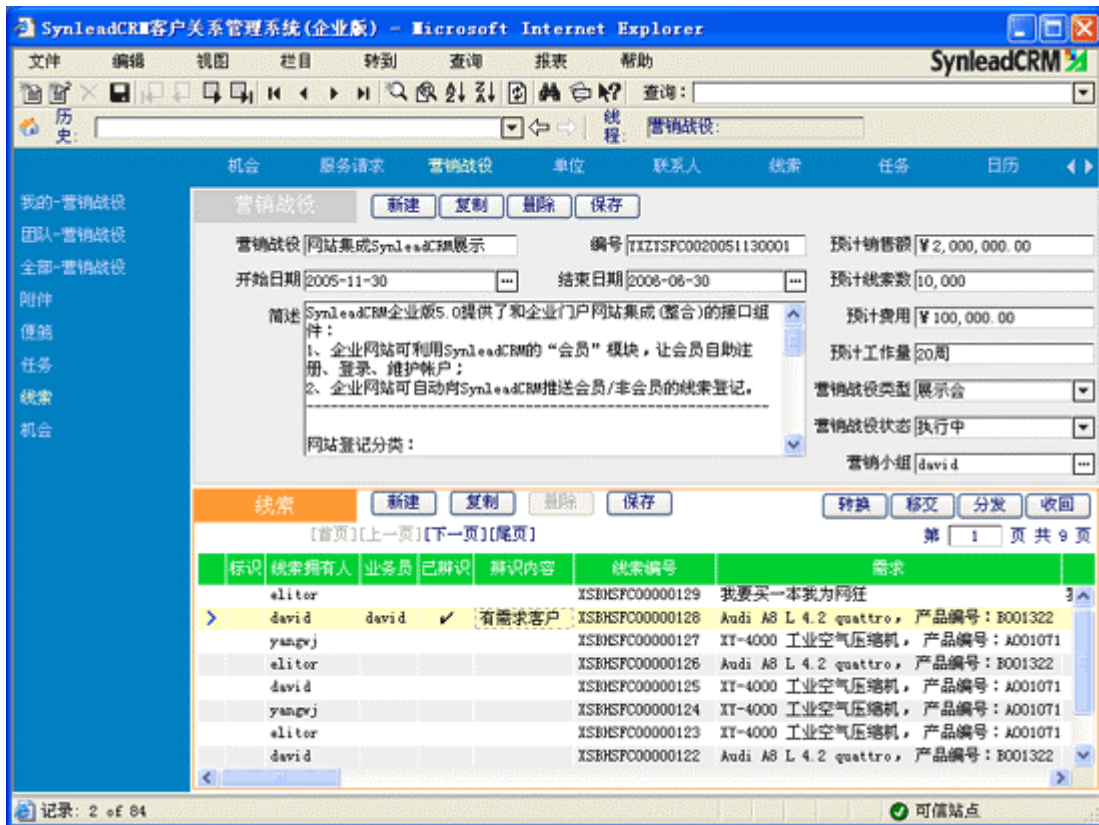 SynleadCRM客户关系管理系统(企业版) - Microsoft Internet Explorer
文件 编辑 视图 栏目 转到 查询 报表 帮助 SynleadCRM
查询:
历史: 线程: 营销战役:
机会 服务请求 营销战役 单位 联系人 线索 任务 日历
我的-营销战役
团队-营销战役
全部-营销战役
附件
便笺
任务
线索
机会
营销战役 新建 复制 删除 保存
营销战役 网站集成SynleadCRM展示 编号 YXZYSFC0020051130001 预计销售额 ¥2,000,000.00
开始日期 2005-11-30 ... 结束日期 2006-06-30 ... 预计线索数 10,000
简述 SynleadCRM企业版5.0提供了和企业门户网站集成(整合)的接口组件:
1、企业网站可利用SynleadCRM的“会员”模块,让会员自助注册、登录、维护帐户;
2、企业网站可自动向SynleadCRM推送会员/非会员的线索登记。
网站登记分类:
预计费用 ¥100,000.00
预计工作量 20周
营销战役类型 展示会
营销战役状态 执行中
营销小组 david ...
线索 新建 复制 删除 保存 转换 移交 分发 收回
[首页][上一页][下一页][尾页] 第 1 页 共 9 页
标识 线索拥有人 业务员 已辨识 辨识内容 线索编号 需求
elitor XSBHSFC00000129 我要买一本我为网狂
david david ✔ 有需求客户 XSBHSFC00000128 Audi A8 L 4.2 quattro, 产品编号:B001322
yangwj XSBHSFC00000127 XY-4000 工业空气压缩机, 产品编号:A001071
elitor XSBHSFC00000126 Audi A8 L 4.2 quattro, 产品编号:B001322
david XSBHSFC00000125 XY-4000 工业空气压缩机, 产品编号:A001071
yangwj XSBHSFC00000124 XY-4000 工业空气压缩机, 产品编号:A001071
elitor XSBHSFC00000123 XY-4000 工业空气压缩机, 产品编号:A001071
david XSBHSFC00000122 Audi A8 L 4.2 quattro, 产品编号:B001322
记录: 2 of 84 可信站点